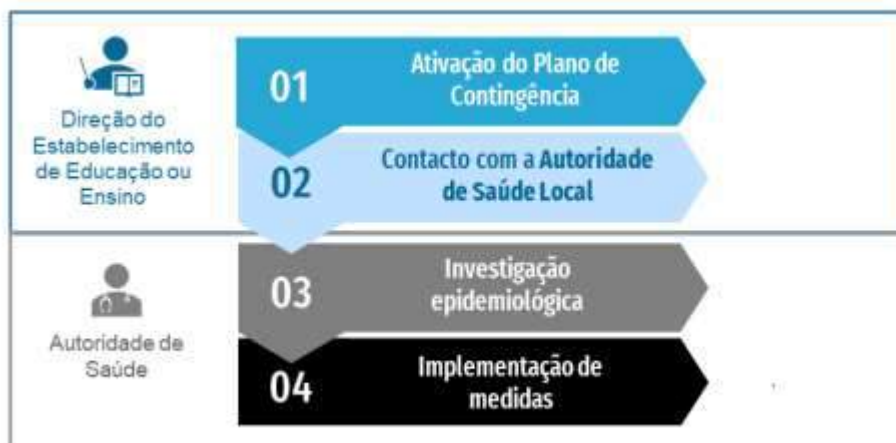 Direção do
Estabelecimento
de Educação ou
Ensino
01
Ativação do Plano de
Contingência
02
Contacto com a Autoridade
de Saúde Local
Autoridade de
Saúde
03
Investigação
epidemiológica
04
Implementação de
medidas